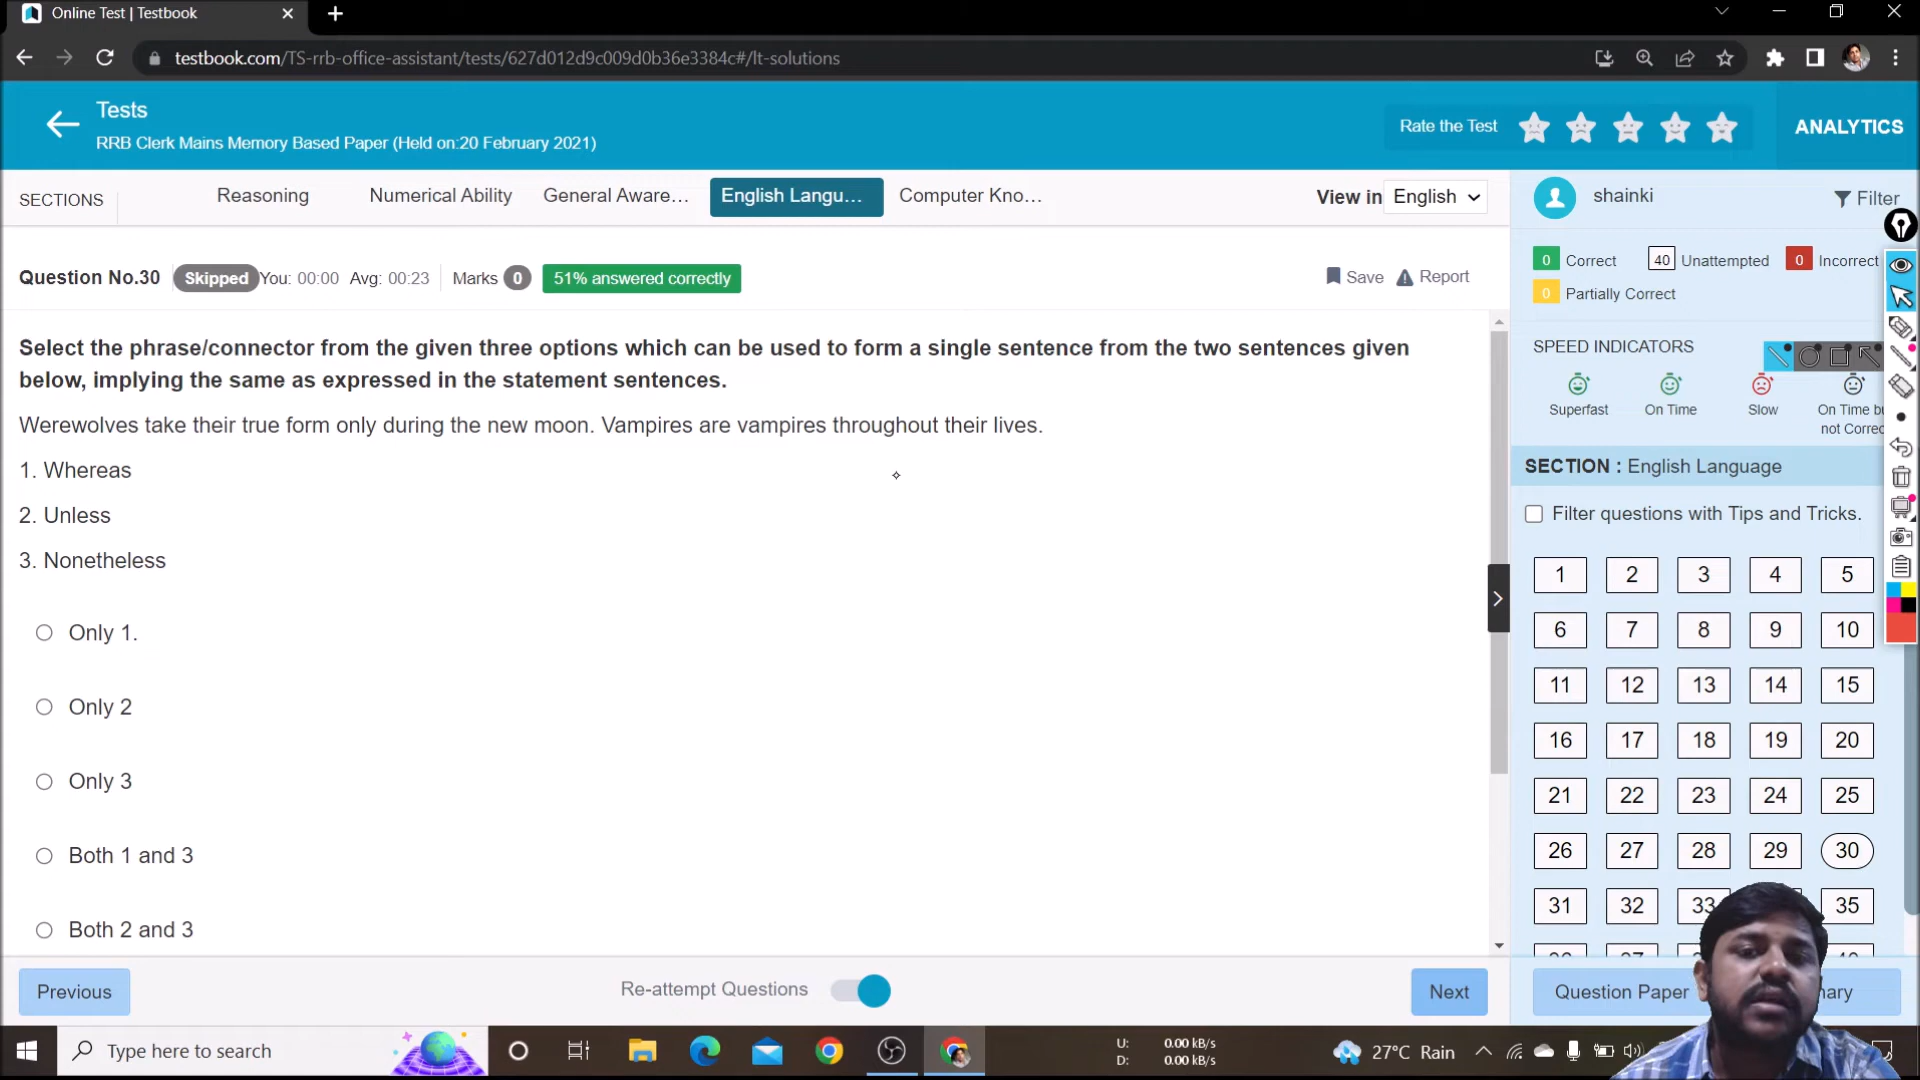 Online Test | Testbook
testbook.com/TS-rrb-office-assistant/tests/627d012d9c009d0b36e3384c#/lt-solutions
Tests
RRB Clerk Mains Memory Based Paper (Held on:20 February 2021)
Rate the Test
ANALYTICS
SECTIONS
Reasoning
Numerical Ability
General Aware...
English Langu...
Computer Kno...
View in English
shainki
Filter
Question No.30 Skipped You: 00:00 Avg: 00:23 Marks 0 51% answered correctly
Save Report
0 Correct 40 Unattempted 0 Incorrect
0 Partially Correct
Select the phrase/connector from the given three options which can be used to form a single sentence from the two sentences given
below, implying the same as expressed in the statement sentences.
Werewolves take their true form only during the new moon. Vampires are vampires throughout their lives.
1. Whereas
2. Unless
3. Nonetheless
Only 1.
Only 2
Only 3
Both 1 and 3
Both 2 and 3
SPEED INDICATORS
Superfast On Time Slow On Time bu
not Correc
SECTION : English Language
Filter questions with Tips and Tricks.
1 2 3 4 5
6 7 8 9 10
11 12 13 14 15
16 17 18 19 20
21 22 23 24 25
26 27 28 29 30
31 32 33 35
Previous
Re-attempt Questions
Next
Question Paper
Type here to search
U: 0.00 kB/s
D: 0.00 kB/s
27°C Rain